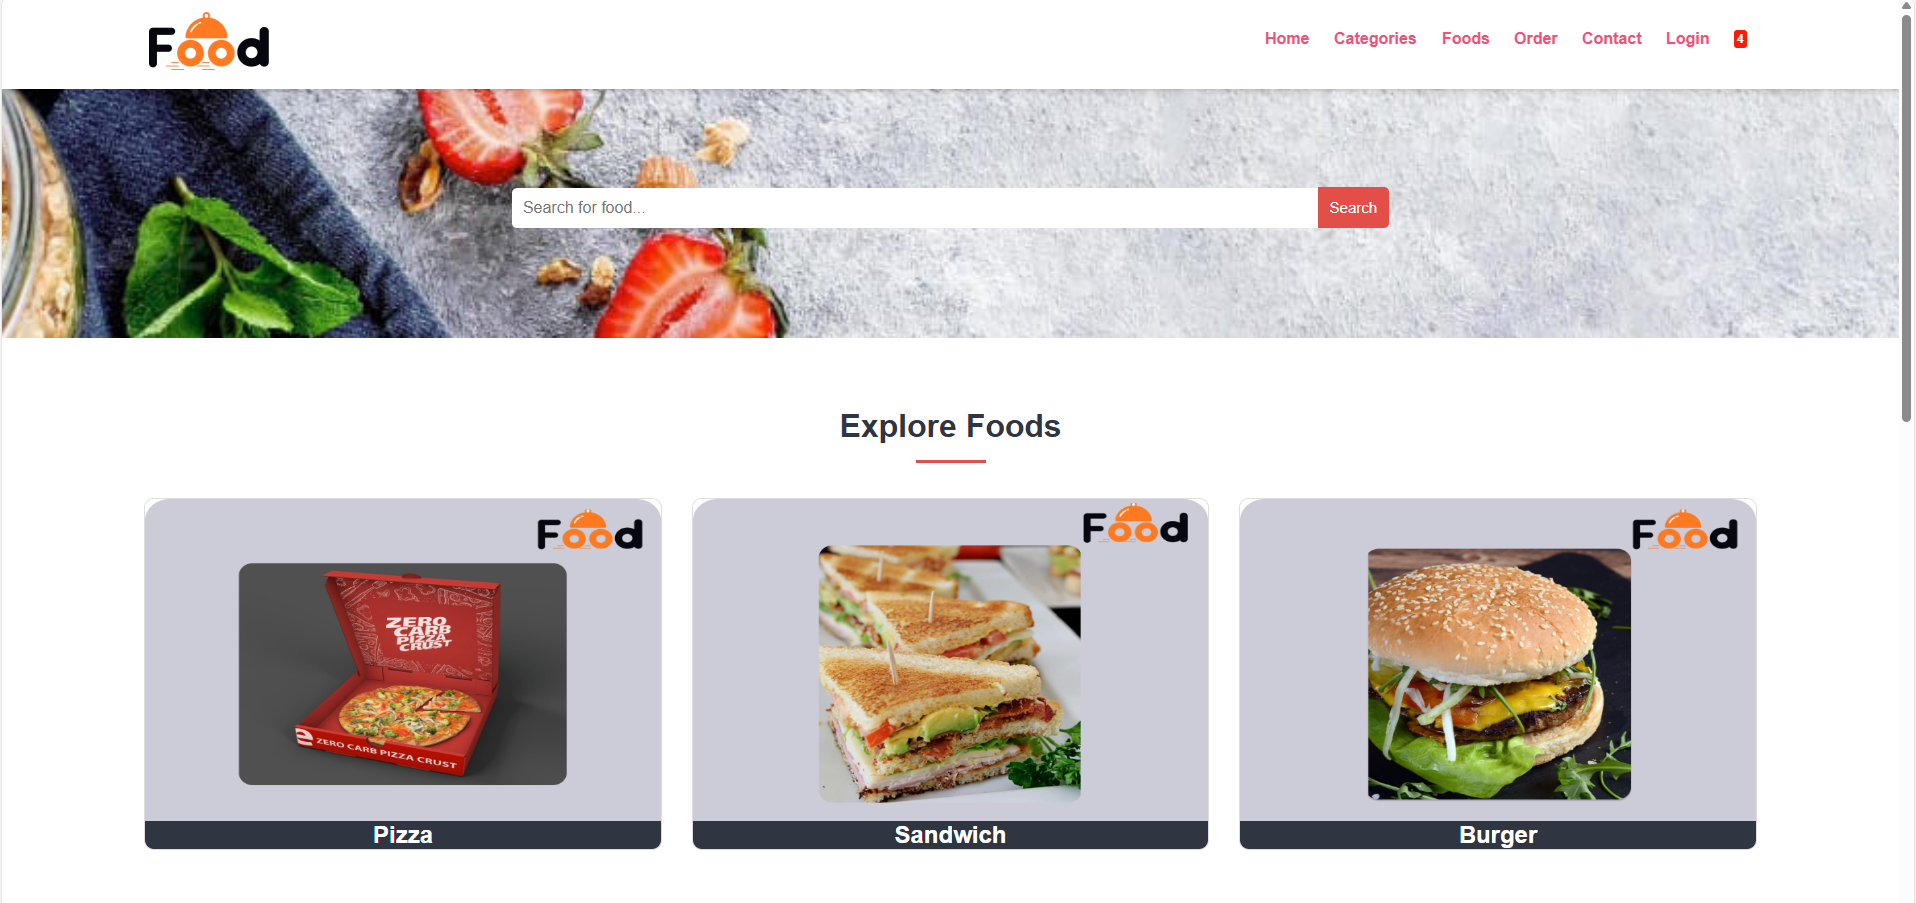 Food
Home Categories Foods Order Contact Login 4
Search for food... Search
Explore Foods
Food
ZERO
CARB
PIZZA
CRUST
ZERO CARB PIZZA CRUST
Pizza
Food
Sandwich
Food
Burger